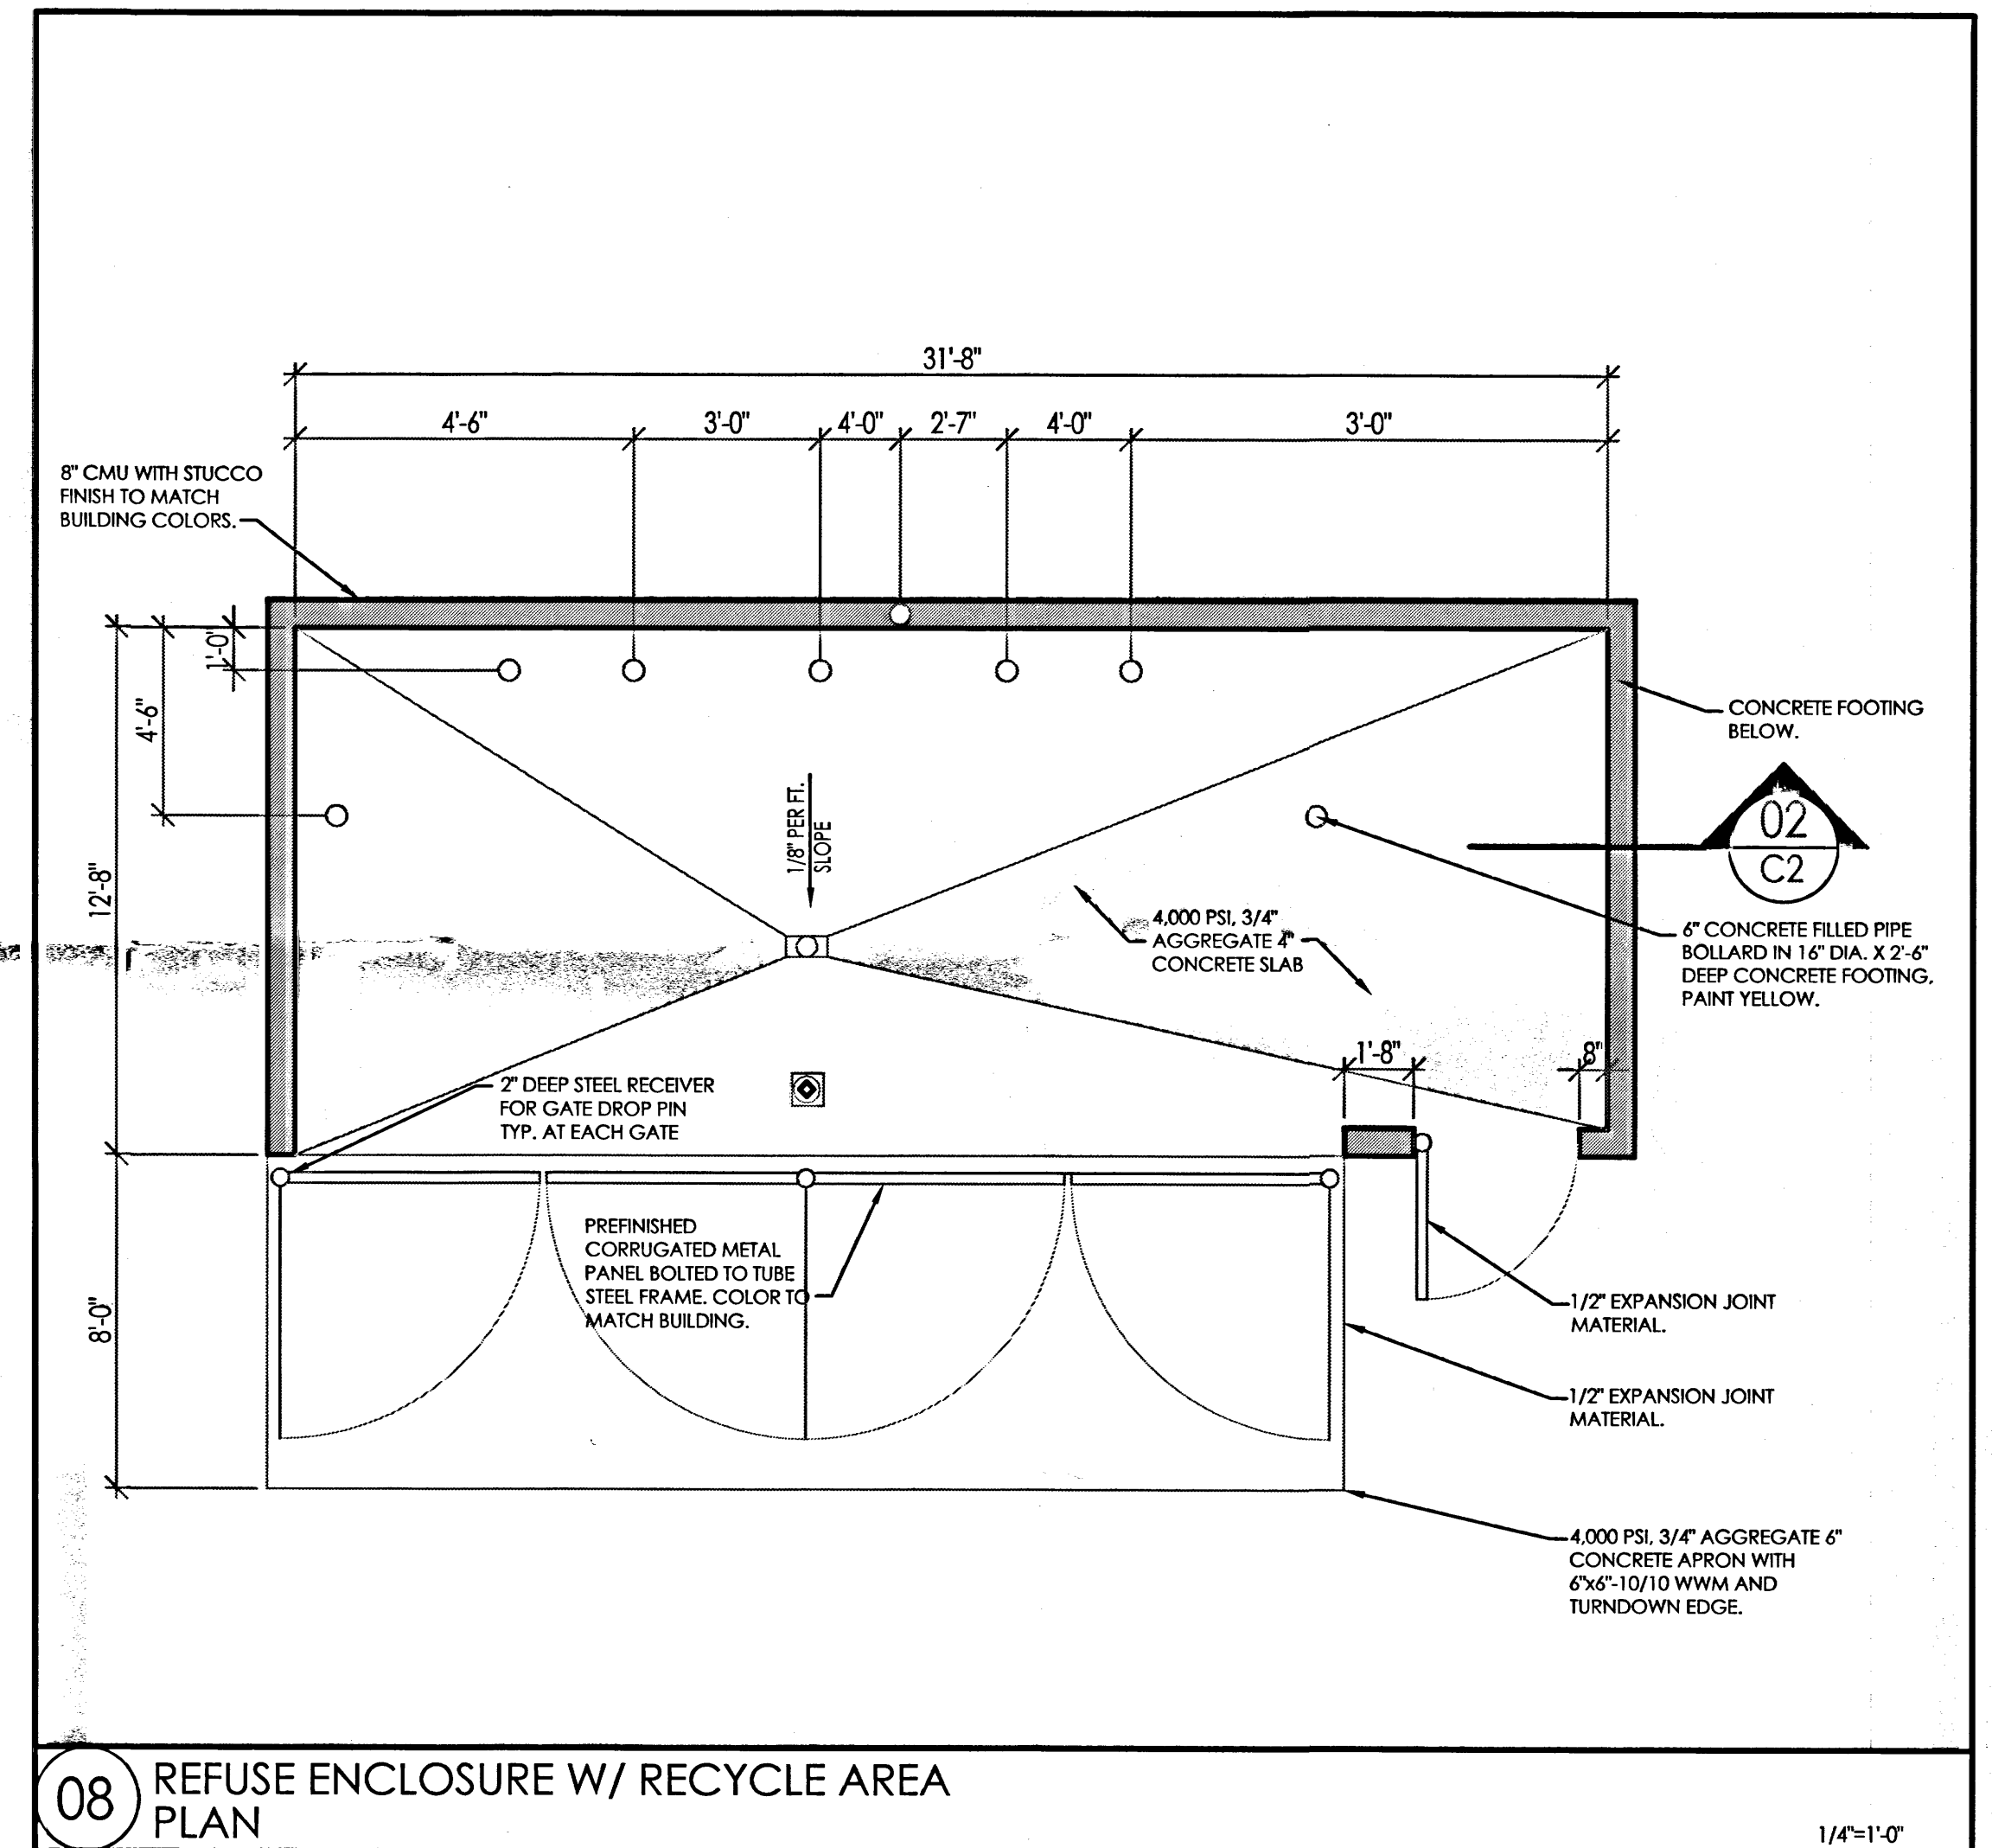 31'-8"
4'-6" 3'-0" 4'-0" 2'-7" 4'-0" 3'-0"
8" CMU WITH STUCCO
FINISH TO MATCH
BUILDING COLORS.
1'-0"
4'-6"
12'-8"
8'-0"
1/8" PER FT.
SLOPE
CONCRETE FOOTING
BELOW.
02
C2
4,000 PSI, 3/4"
AGGREGATE 4"
CONCRETE SLAB
6" CONCRETE FILLED PIPE
BOLLARD IN 16" DIA. X 2'-6"
DEEP CONCRETE FOOTING,
PAINT YELLOW.
1'-8"
8"
2" DEEP STEEL RECEIVER
FOR GATE DROP PIN
TYP. AT EACH GATE
PREFINISHED
CORRUGATED METAL
PANEL BOLTED TO TUBE
STEEL FRAME. COLOR TO
MATCH BUILDING.
1/2" EXPANSION JOINT
MATERIAL.
1/2" EXPANSION JOINT
MATERIAL.
4,000 PSI, 3/4" AGGREGATE 6"
CONCRETE APRON WITH
6"x6"-10/10 WWM AND
TURNDOWN EDGE.
08
REFUSE ENCLOSURE W/ RECYCLE AREA
PLAN
1/4"=1'-0"